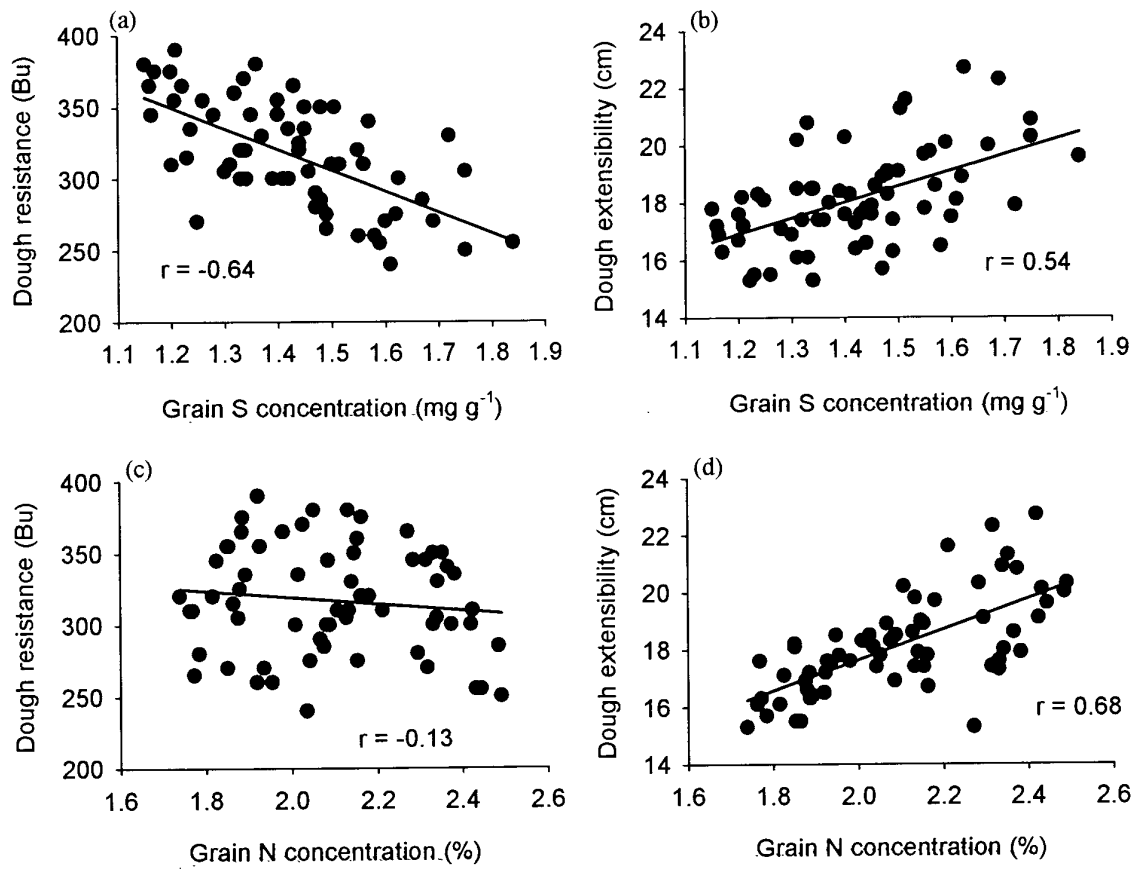 (a)
Dough resistance (Bu)
400
350
300
250
200
r = -0.64
1.1 1.2 1.3 1.4 1.5 1.6 1.7 1.8 1.9
Grain S concentration (mg g⁻¹)
(b)
Dough extensibility (cm)
24
22
20
18
16
14
r = 0.54
1.1 1.2 1.3 1.4 1.5 1.6 1.7 1.8 1.9
Grain S concentration (mg g⁻¹)
(c)
Dough resistance (Bu)
400
350
300
250
200
r = -0.13
1.6 1.8 2.0 2.2 2.4 2.6
Grain N concentration (%)
(d)
Dough extensibility (cm)
24
22
20
18
16
14
r = 0.68
1.6 1.8 2.0 2.2 2.4 2.6
Grain N concentration (%)